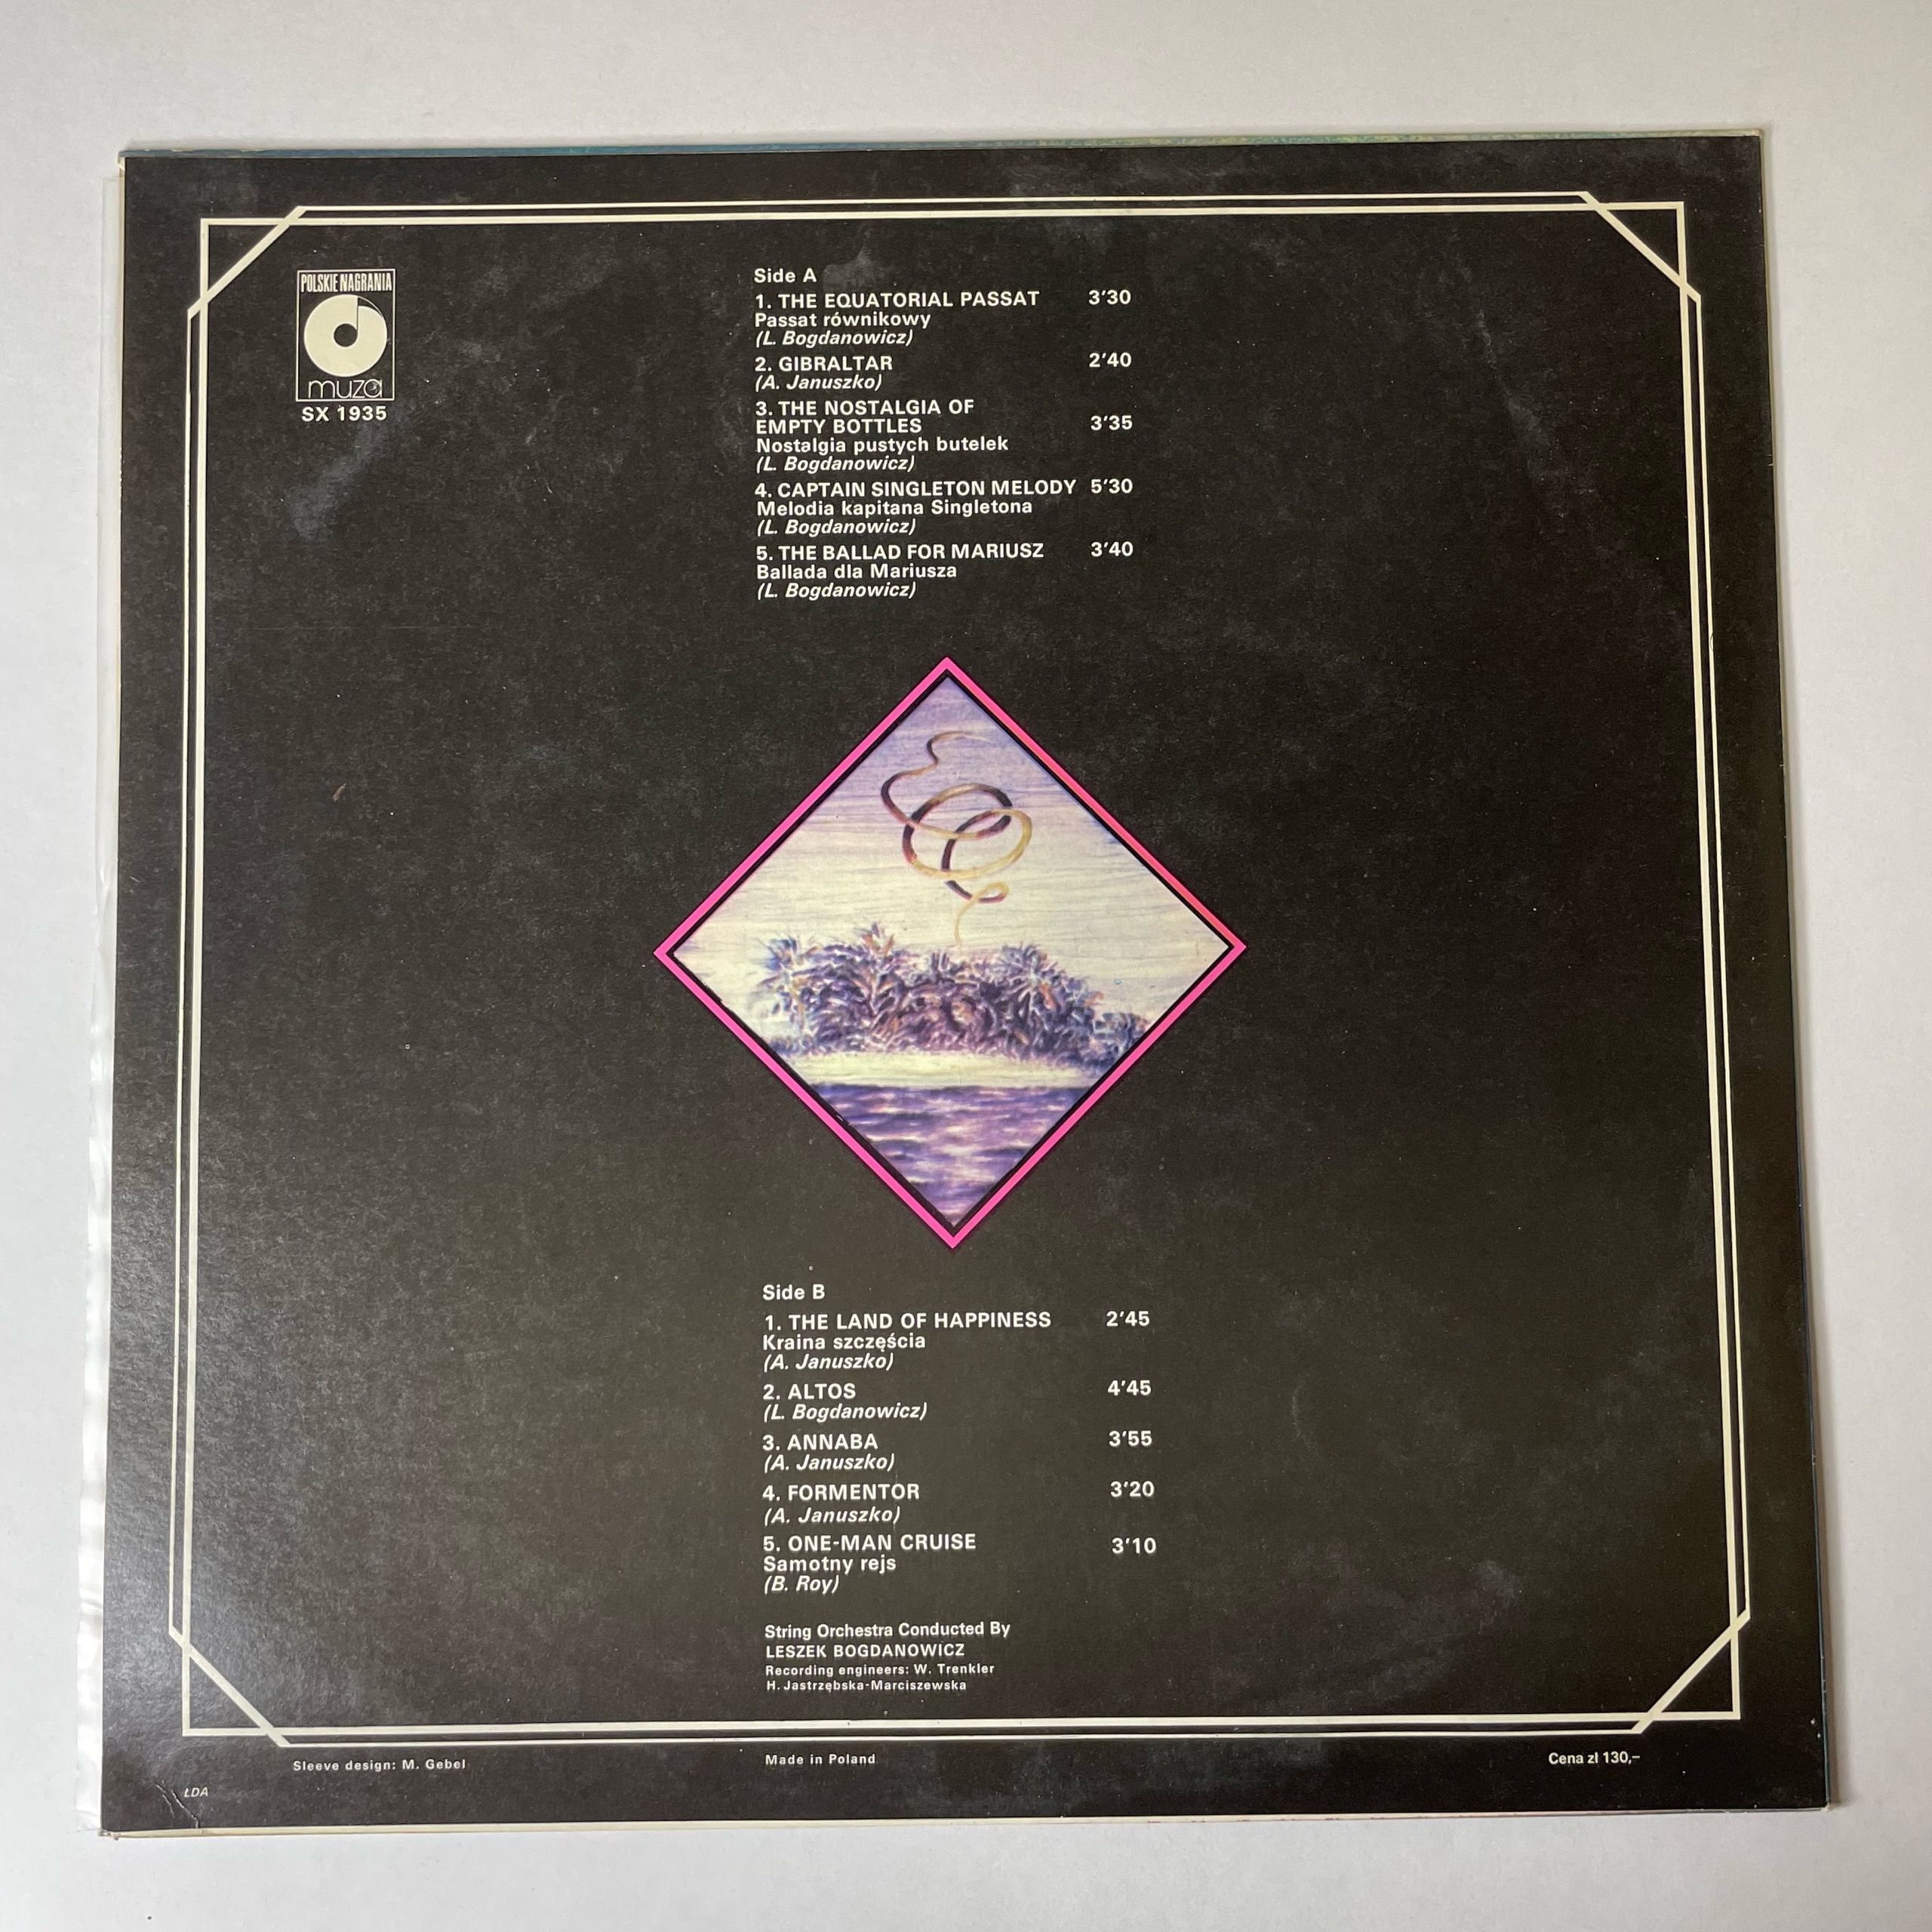 POLSKIE NAGRANIA
muza
SX 1935
Side A
1. THE EQUATORIAL PASSAT 3'30
Passat równikowy
(L. Bogdanowicz)
2. GIBRALTAR 2'40
(A. Januszko)
3. THE NOSTALGIA OF
EMPTY BOTTLES 3'35
Nostalgia pustych butelek
(L. Bogdanowicz)
4. CAPTAIN SINGLETON MELODY 5'30
Melodia kapitana Singletona
(L. Bogdanowicz)
5. THE BALLAD FOR MARIUSZ 3'40
Ballada dla Mariusza
(L. Bogdanowicz)
Side B
1. THE LAND OF HAPPINESS 2'45
Kraina szczęścia
(A. Januszko)
2. ALTOS 4'45
(L. Bogdanowicz)
3. ANNABA 3'55
(A. Januszko)
4. FORMENTOR 3'20
(A. Januszko)
5. ONE-MAN CRUISE 3'10
Samotny rejs
(B. Roy)
String Orchestra Conducted By
LESZEK BOGDANOWICZ
Recording engineers: W. Trenkler
H. Jastrzębska-Marciszewska
Sleeve design: M. Gebel
Made in Poland
Cena zł 130,–
LDA